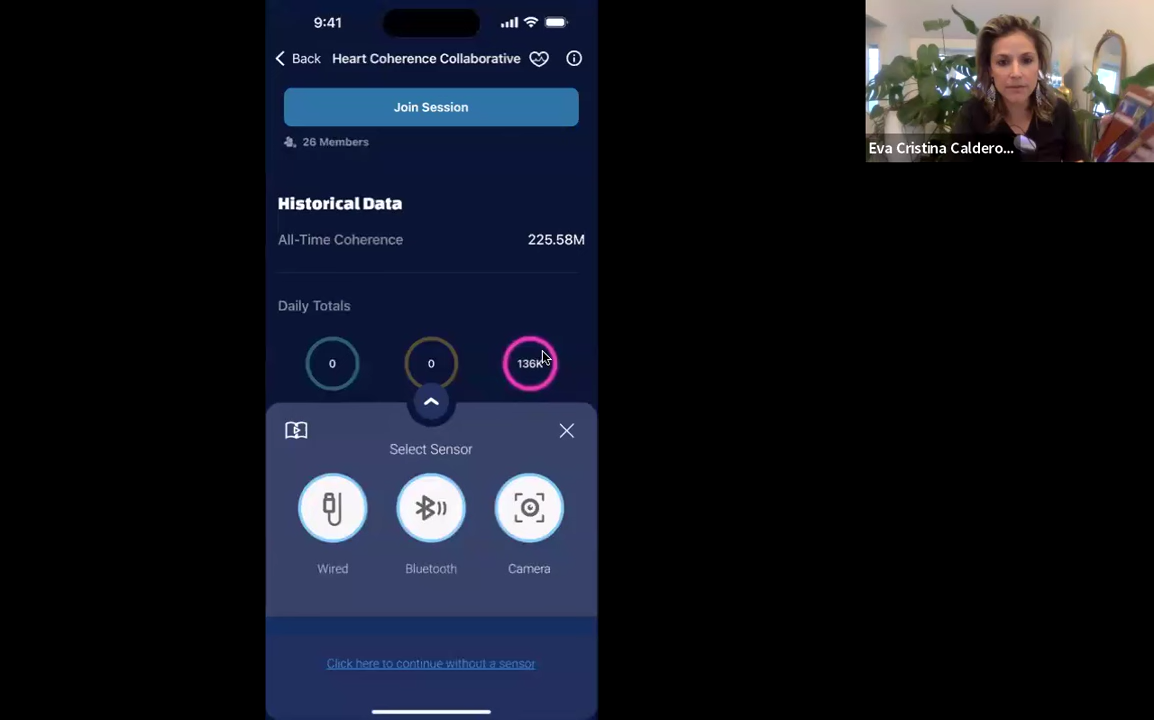 9:41
Back Heart Coherence Collaborative
Join Session
26 Members
Historical Data
All-Time Coherence 225.58M
Daily Totals
0 0 136K
Select Sensor
Wired Bluetooth Camera
Click here to continue without a sensor
Eva Cristina Caldero...